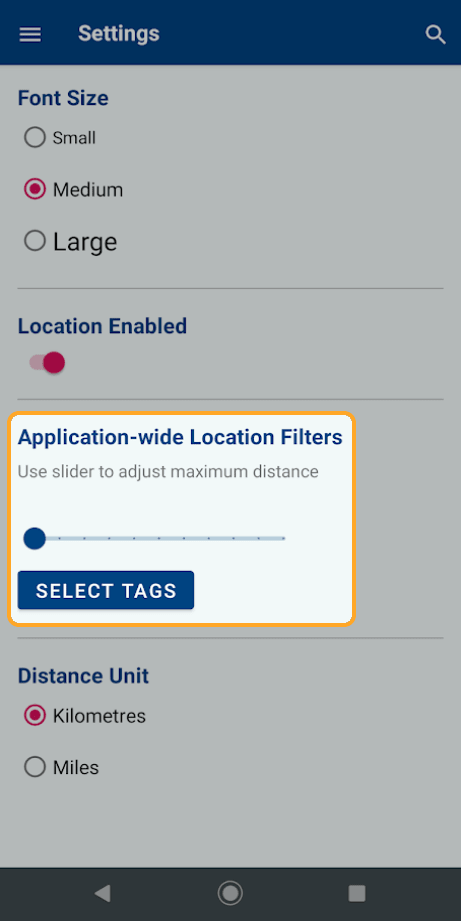 Settings
Font Size
Small
Medium
Large
Location Enabled
Application-wide Location Filters
Use slider to adjust maximum distance
SELECT TAGS
Distance Unit
Kilometres
Miles